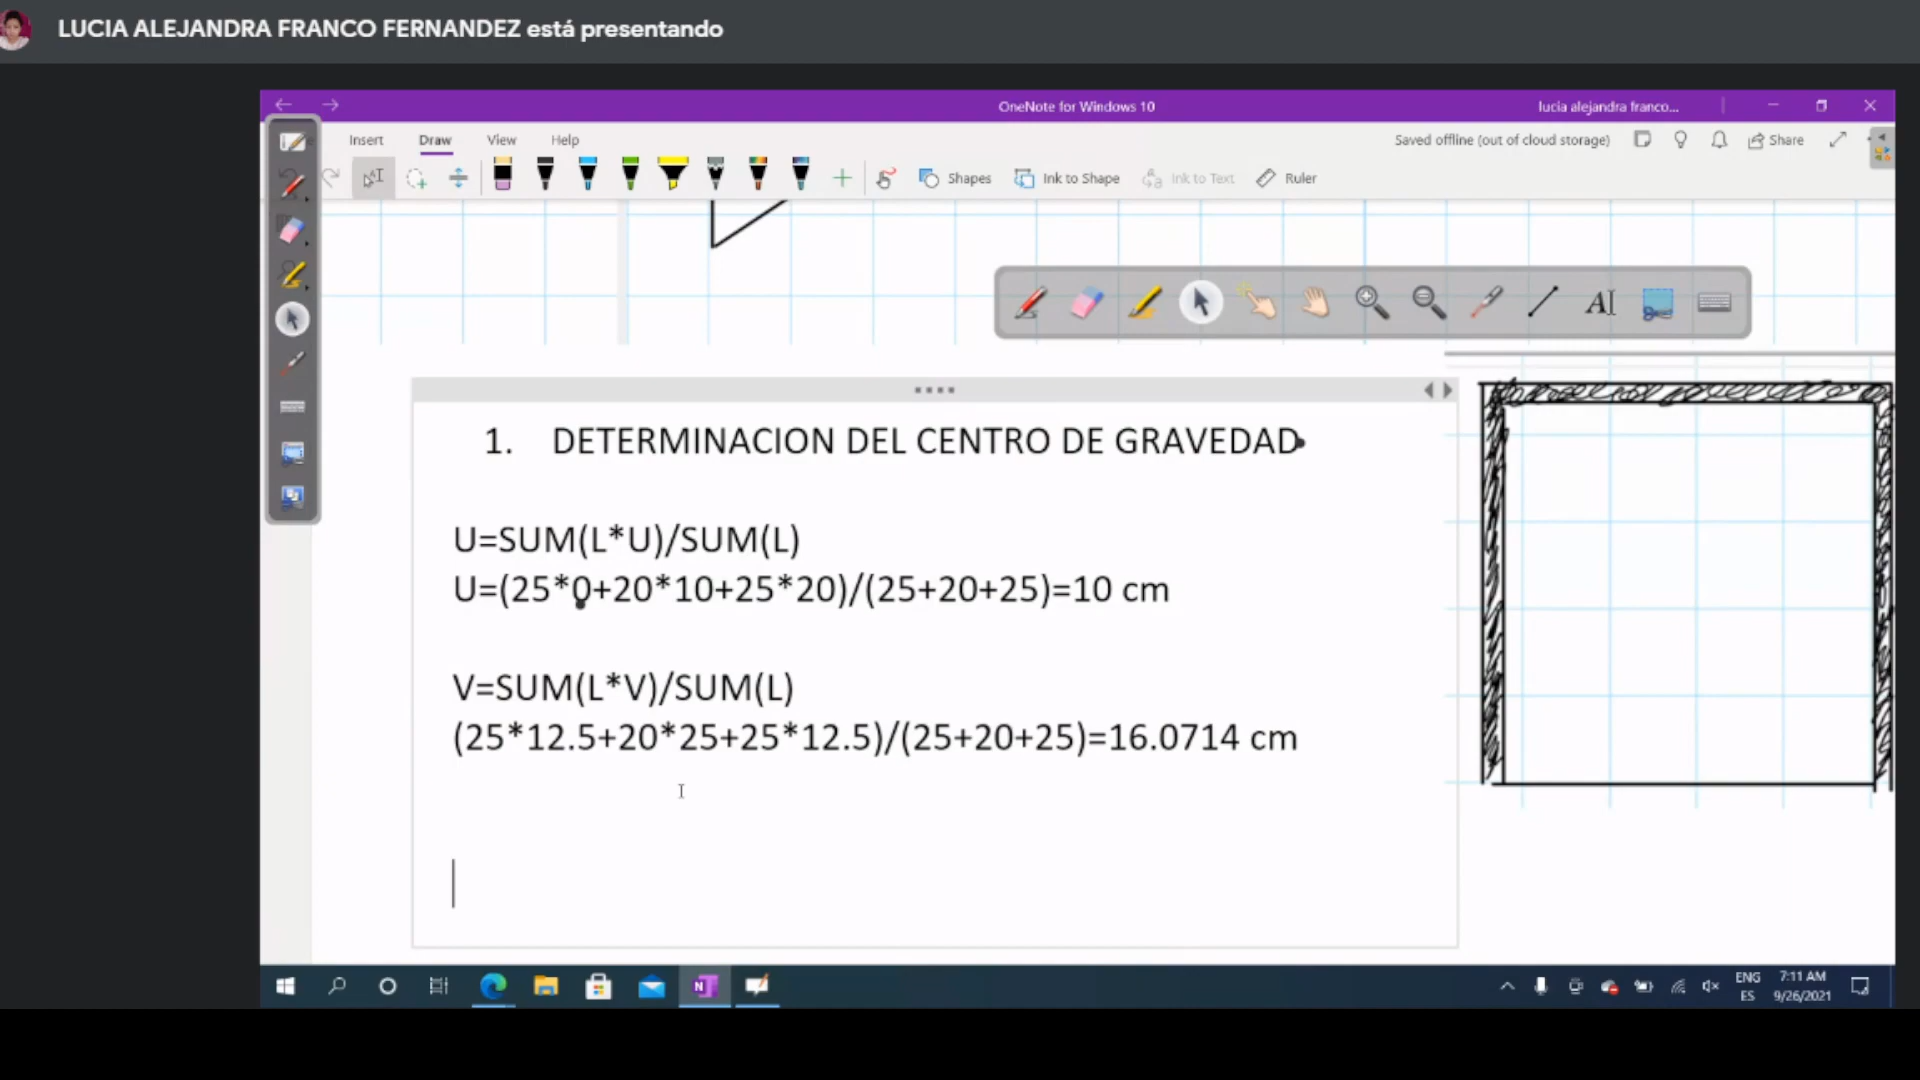 LUCIA ALEJANDRA FRANCO FERNANDEZ está presentando
OneNote for Windows 10
lucia alejandra franco...
Insert
Draw
View
Help
Saved offline (out of cloud storage)
Share
Shapes
Ink to Shape
Ink to Text
Ruler
1. DETERMINACION DEL CENTRO DE GRAVEDAD
U=SUM(L*U)/SUM(L)
U=(25*0+20*10+25*20)/(25+20+25)=10 cm
V=SUM(L*V)/SUM(L)
(25*12.5+20*25+25*12.5)/(25+20+25)=16.0714 cm
ENG
ES
7:11 AM
9/26/2021